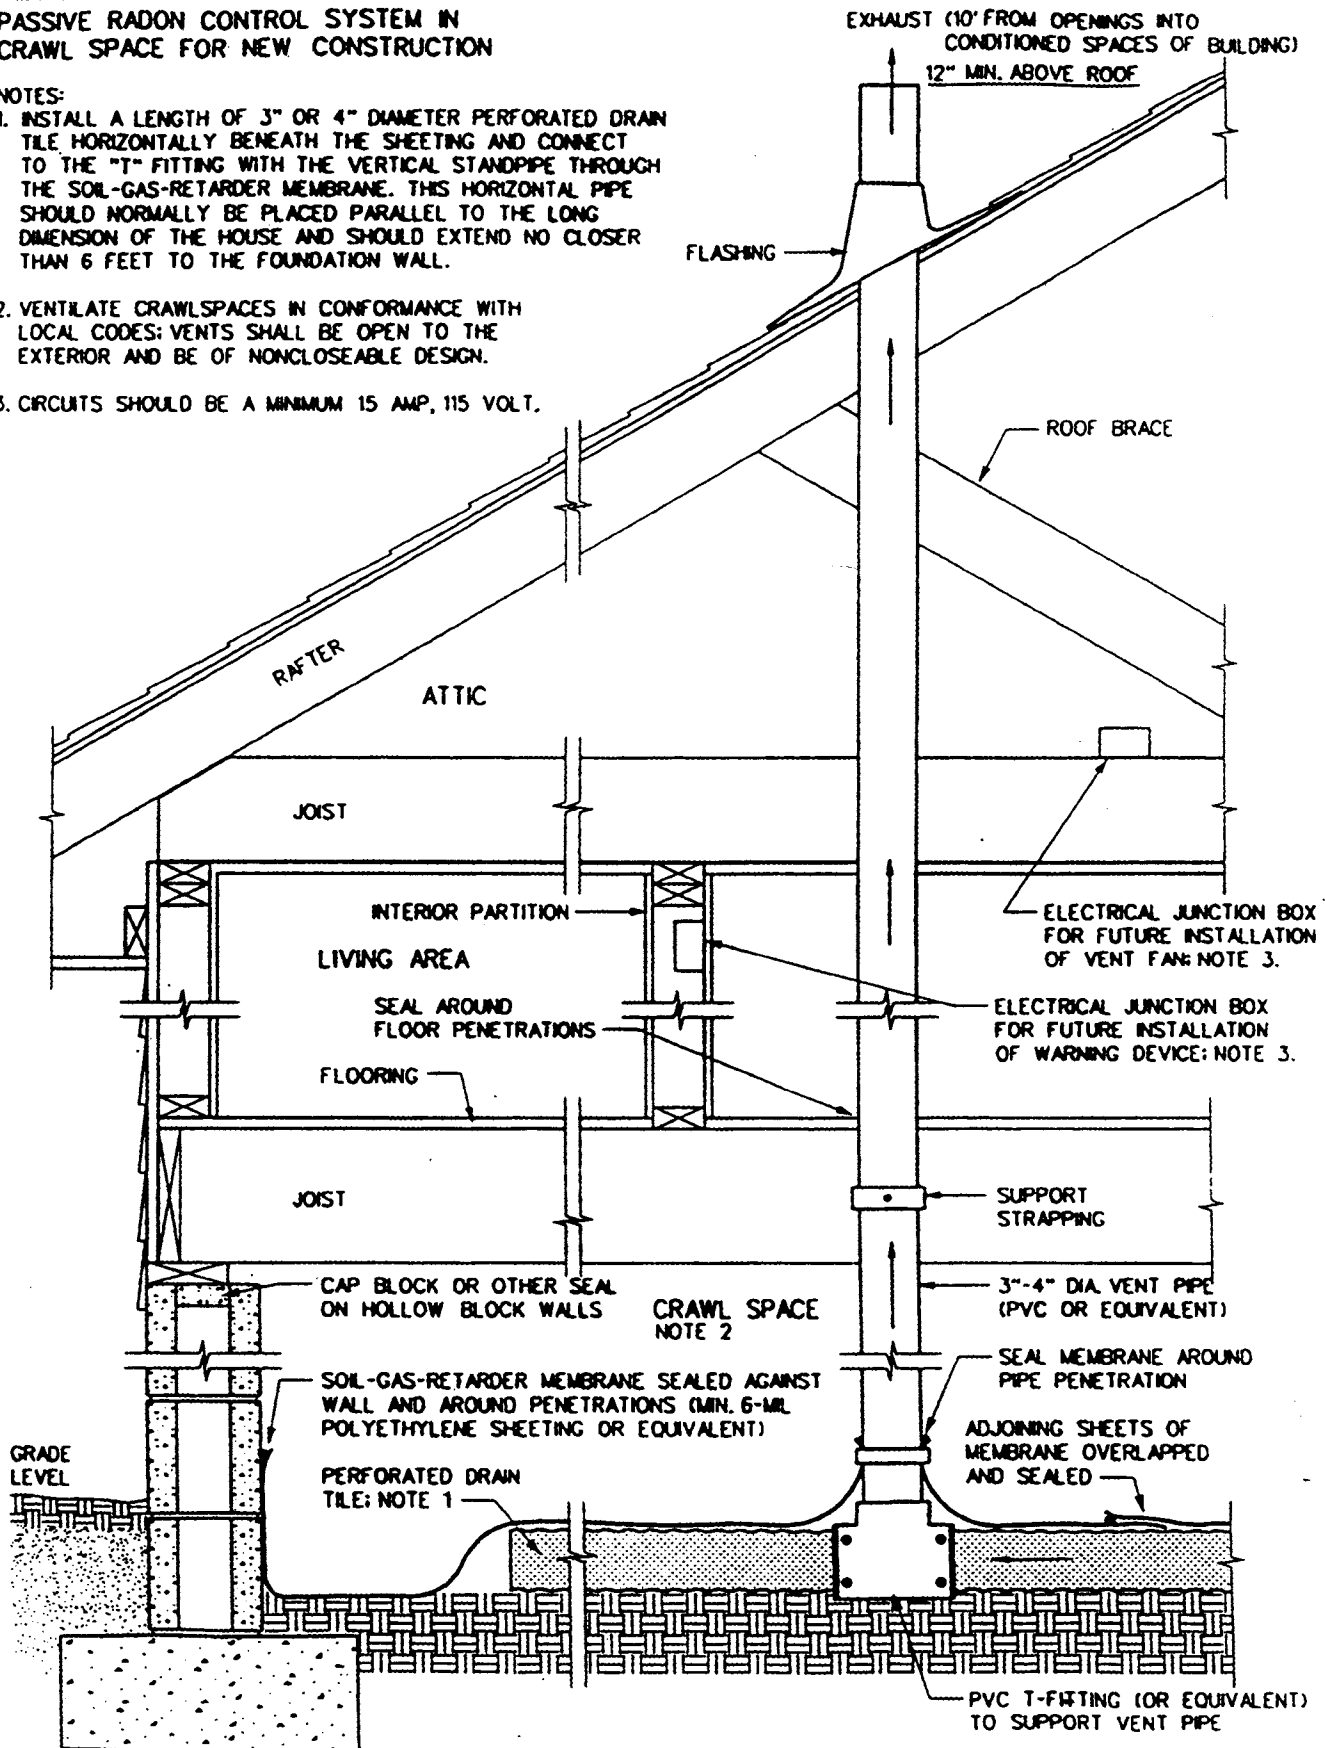 PASSIVE RADON CONTROL SYSTEM IN
CRAWL SPACE FOR NEW CONSTRUCTION
NOTES:
1. INSTALL A LENGTH OF 3" OR 4" DIAMETER PERFORATED DRAIN
TILE HORIZONTALLY BENEATH THE SHEETING AND CONNECT
TO THE "T" FITTING WITH THE VERTICAL STANDPIPE THROUGH
THE SOIL-GAS-RETARDER MEMBRANE. THIS HORIZONTAL PIPE
SHOULD NORMALLY BE PLACED PARALLEL TO THE LONG
DIMENSION OF THE HOUSE AND SHOULD EXTEND NO CLOSER
THAN 6 FEET TO THE FOUNDATION WALL.
2. VENTILATE CRAWLSPACES IN CONFORMANCE WITH
LOCAL CODES; VENTS SHALL BE OPEN TO THE
EXTERIOR AND BE OF NONCLOSEABLE DESIGN.
3. CIRCUITS SHOULD BE A MINIMUM 15 AMP, 115 VOLT.
EXHAUST (10' FROM OPENINGS INTO
CONDITIONED SPACES OF BUILDING)
12" MIN. ABOVE ROOF
FLASHING
ROOF BRACE
RAFTER
ATTIC
JOIST
INTERIOR PARTITION
LIVING AREA
ELECTRICAL JUNCTION BOX
FOR FUTURE INSTALLATION
OF VENT FAN; NOTE 3.
SEAL AROUND
FLOOR PENETRATIONS
ELECTRICAL JUNCTION BOX
FOR FUTURE INSTALLATION
OF WARNING DEVICE; NOTE 3.
FLOORING
JOIST
SUPPORT
STRAPPING
CAP BLOCK OR OTHER SEAL
ON HOLLOW BLOCK WALLS
CRAWL SPACE
NOTE 2
3"-4" DIA. VENT PIPE
(PVC OR EQUIVALENT)
SEAL MEMBRANE AROUND
PIPE PENETRATION
SOIL-GAS-RETARDER MEMBRANE SEALED AGAINST
WALL AND AROUND PENETRATIONS (MIN. 6-MIL
POLYETHYLENE SHEETING OR EQUIVALENT)
ADJOINING SHEETS OF
MEMBRANE OVERLAPPED
AND SEALED
GRADE
LEVEL
PERFORATED DRAIN
TILE; NOTE 1
PVC T-FITTING (OR EQUIVALENT)
TO SUPPORT VENT PIPE